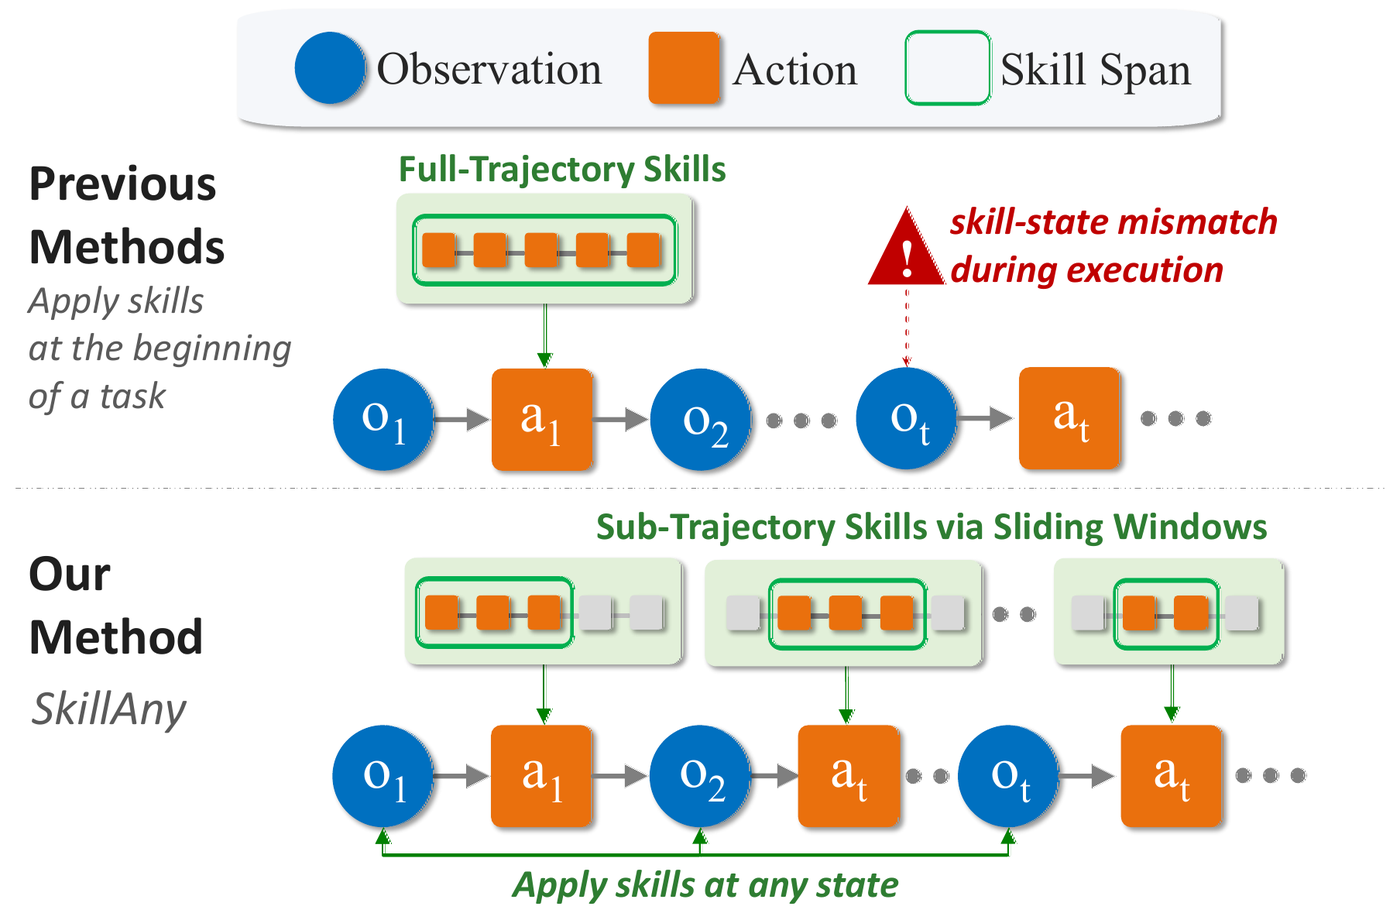 Observation Action Skill Span
Previous
Methods
Apply skills
at the beginning
of a task
Full-Trajectory Skills
skill-state mismatch
during execution
!
o1 a1 o2 ot at
Our
Method
SkillAny
Sub-Trajectory Skills via Sliding Windows
o1 a1 o2 at ot at
Apply skills at any state